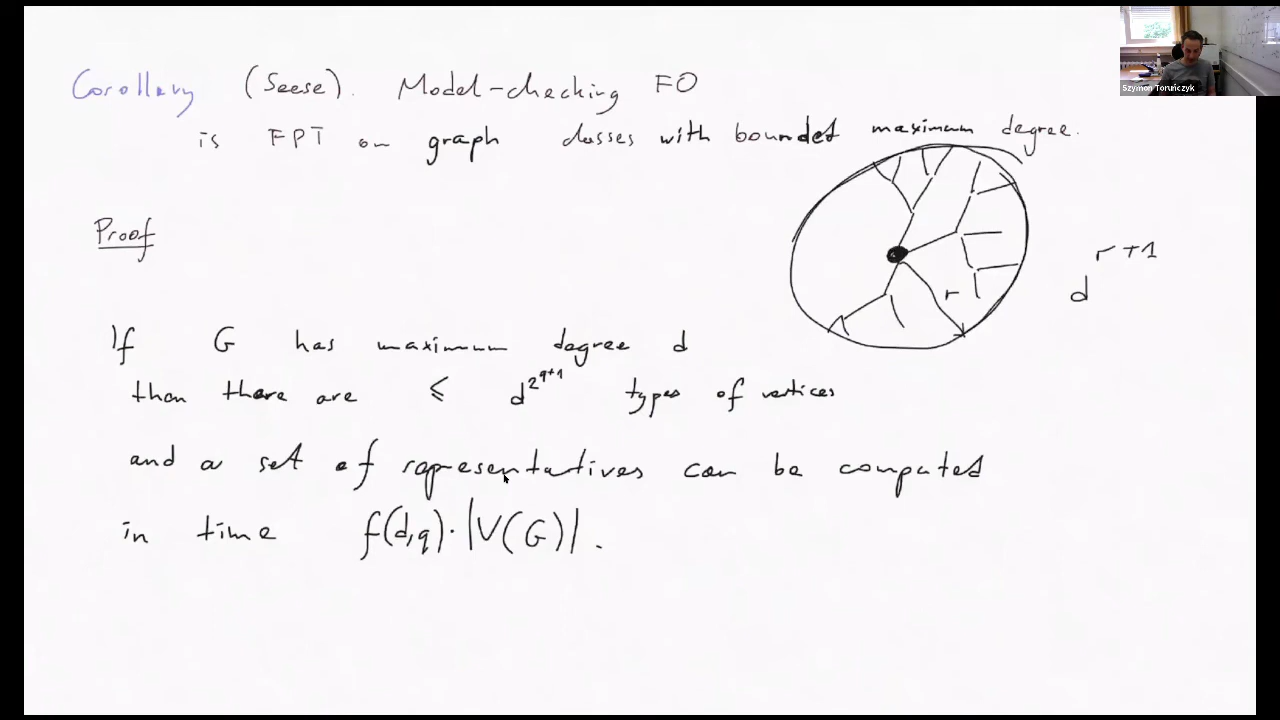 Corollary (Seese). Model-checking FO
is FPT on graph classes with bounded maximum degree.
Proof
r
d^{r+1}
If G has maximum degree d
then there are ⩽ d^{2^{q+1}} types of vertices
and a set of representatives can be computed
in time f(d,q)·|V(G)|.
Szymon Toruńczyk